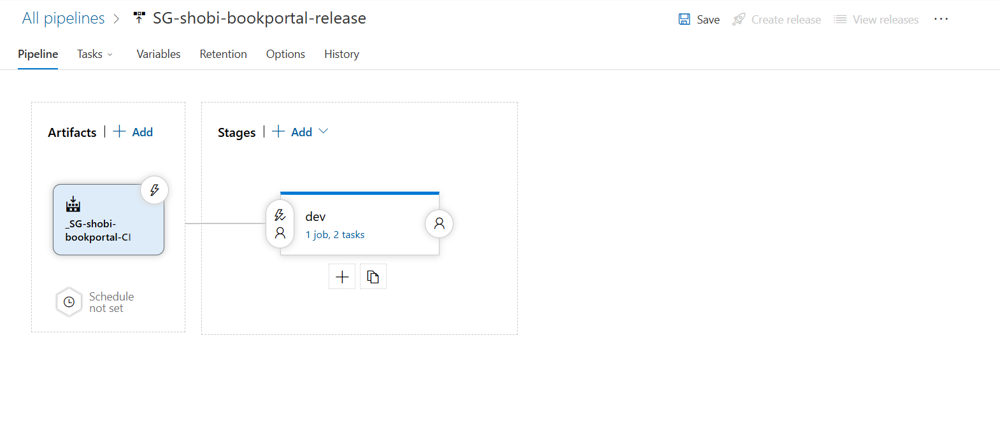 All pipelines > SG-shobi-bookportal-release
Save Create release View releases ...
Pipeline Tasks Variables Retention Options History
Artifacts | + Add
Stages | + Add
_SG-shobi-
bookportal-CI
dev
1 job, 2 tasks
Schedule
not set